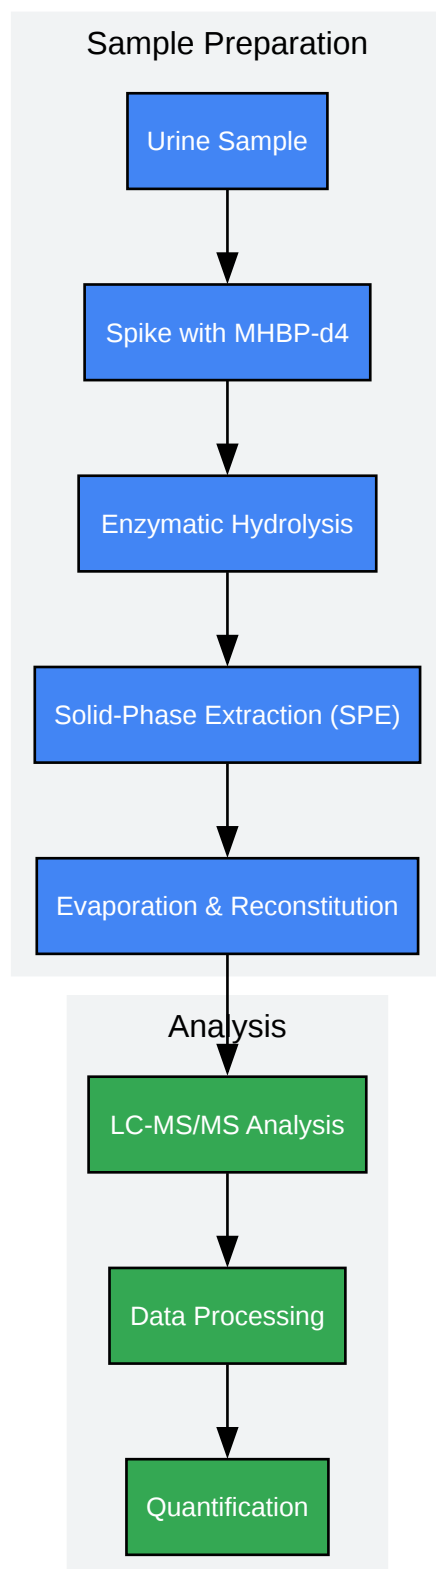 Sample Preparation
Urine Sample
Spike with MHBP-d4
Enzymatic Hydrolysis
Solid-Phase Extraction (SPE)
Evaporation & Reconstitution
Analysis
LC-MS/MS Analysis
Data Processing
Quantification